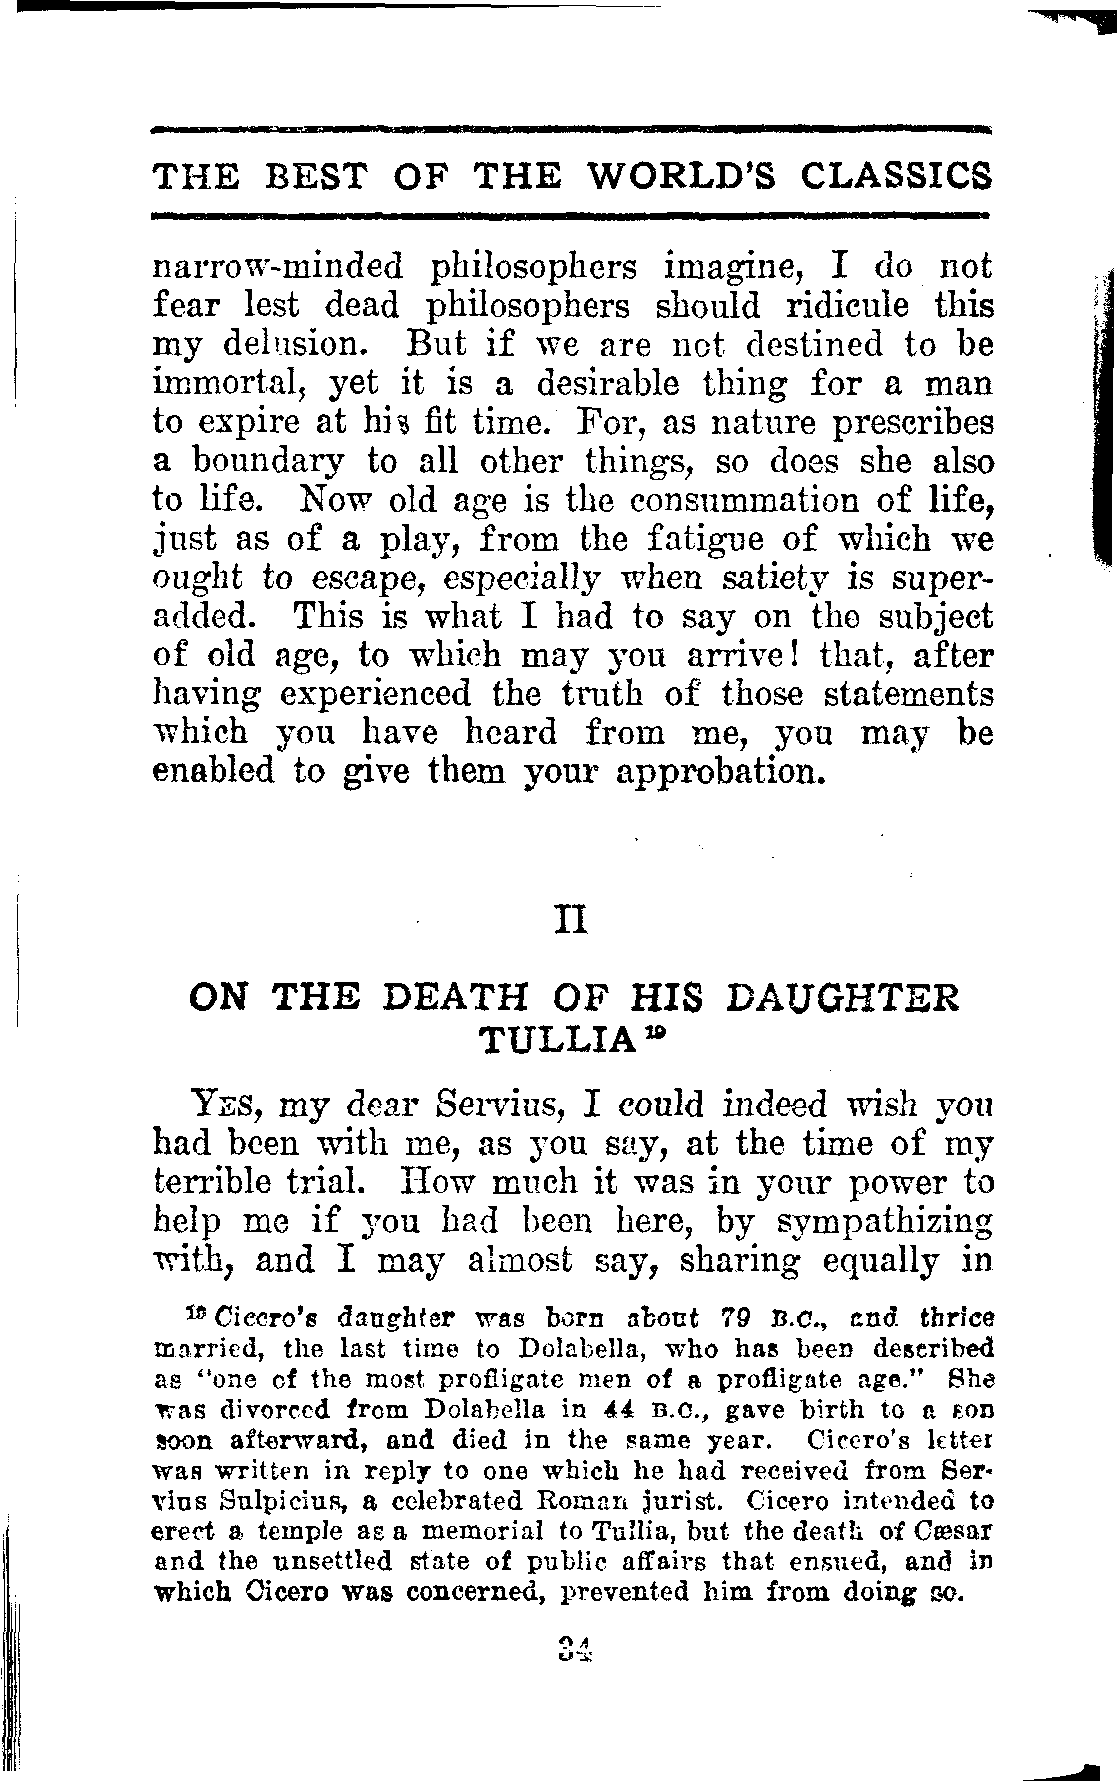 THE BEST OF THE WORLD'S CLASSICS
narrow-minded philosophers imagine, I do not
fear lest dead philosophers should ridicule this
my delusion. But if we are not destined to be
immortal, yet it is a desirable thing for a man
to expire at his fit time. For, as nature prescribes
a boundary to all other things, so does she also
to life. Now old age is the consummation of life,
just as of a play, from the fatigue of which we
ought to escape, especially when satiety is super-
added. This is what I had to say on the subject
of old age, to which may you arrive! that, after
having experienced the truth of those statements
which you have heard from me, you may be
enabled to give them your approbation.
II
ON THE DEATH OF HIS DAUGHTER
TULLIA¹⁹
YES, my dear Servius, I could indeed wish you
had been with me, as you say, at the time of my
terrible trial. How much it was in your power to
help me if you had been here, by sympathizing
with, and I may almost say, sharing equally in
¹⁹ Cicero's daughter was born about 79 B.C., and thrice
married, the last time to Dolabella, who has been described
as "one of the most profligate men of a profligate age." She
was divorced from Dolabella in 44 B.C., gave birth to a son
soon afterward, and died in the same year. Cicero's letter
was written in reply to one which he had received from Ser-
vius Sulpicius, a celebrated Roman jurist. Cicero intended to
erect a temple as a memorial to Tullia, but the death of Cæsar
and the unsettled state of public affairs that ensued, and in
which Cicero was concerned, prevented him from doing so.
34